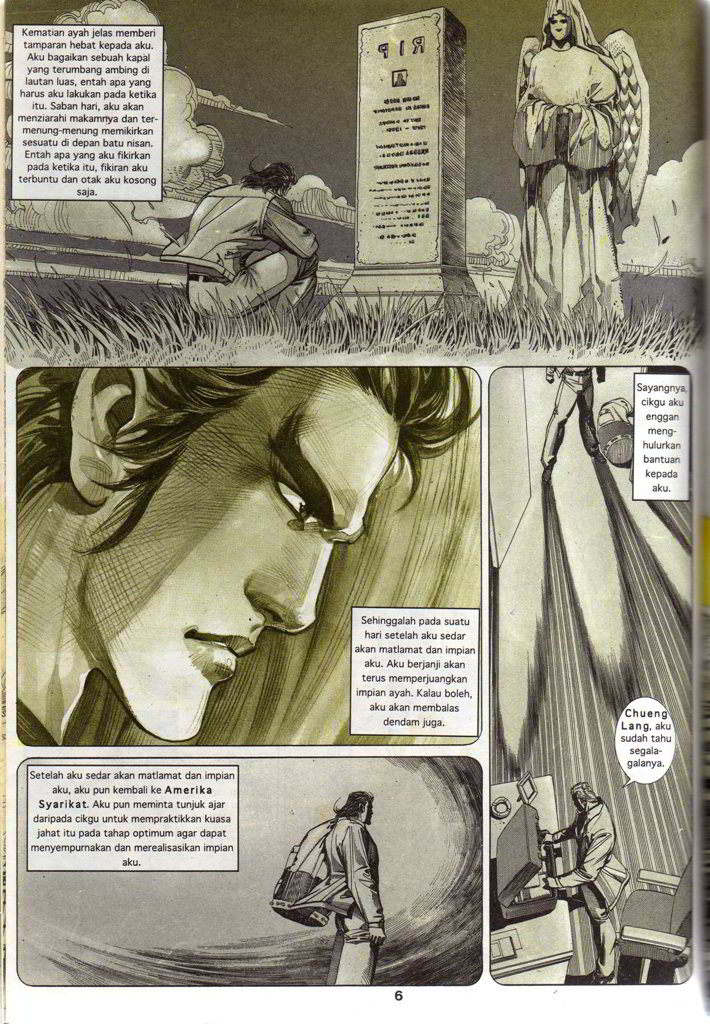 Kematian ayah jelas memberi
tamparan hebat kepada aku.
Aku bagaikan sebuah kapal
yang terumbang ambing di
lautan luas, entah apa yang
harus aku lakukan pada ketika
itu. Saban hari, aku akan
menziarahi makamnya dan ter-
menung-menung memikirkan
sesuatu di depan batu nisan.
Entah apa yang aku fikirkan
pada ketika itu, fikiran aku
terbuntu dan otak aku kosong
saja.
RIP
Sehinggalah pada suatu
hari setelah aku sedar
akan matlamat dan impian
aku. Aku berjanji akan
terus memperjuangkan
impian ayah. Kalau boleh,
aku akan membalas
dendam juga.
Setelah aku sedar akan matlamat dan impian
aku, aku pun kembali ke Amerika
Syarikat. Aku pun meminta tunjuk ajar
daripada cikgu untuk mempraktikkan kuasa
jahat itu pada tahap optimum agar dapat
menyempurnakan dan merealisasikan impian
aku.
Sayangnya,
cikgu aku
enggan
meng-
hulurkan
bantuan
kepada
aku.
Chueng
Lang, aku
sudah tahu
segala-
galanya.
6